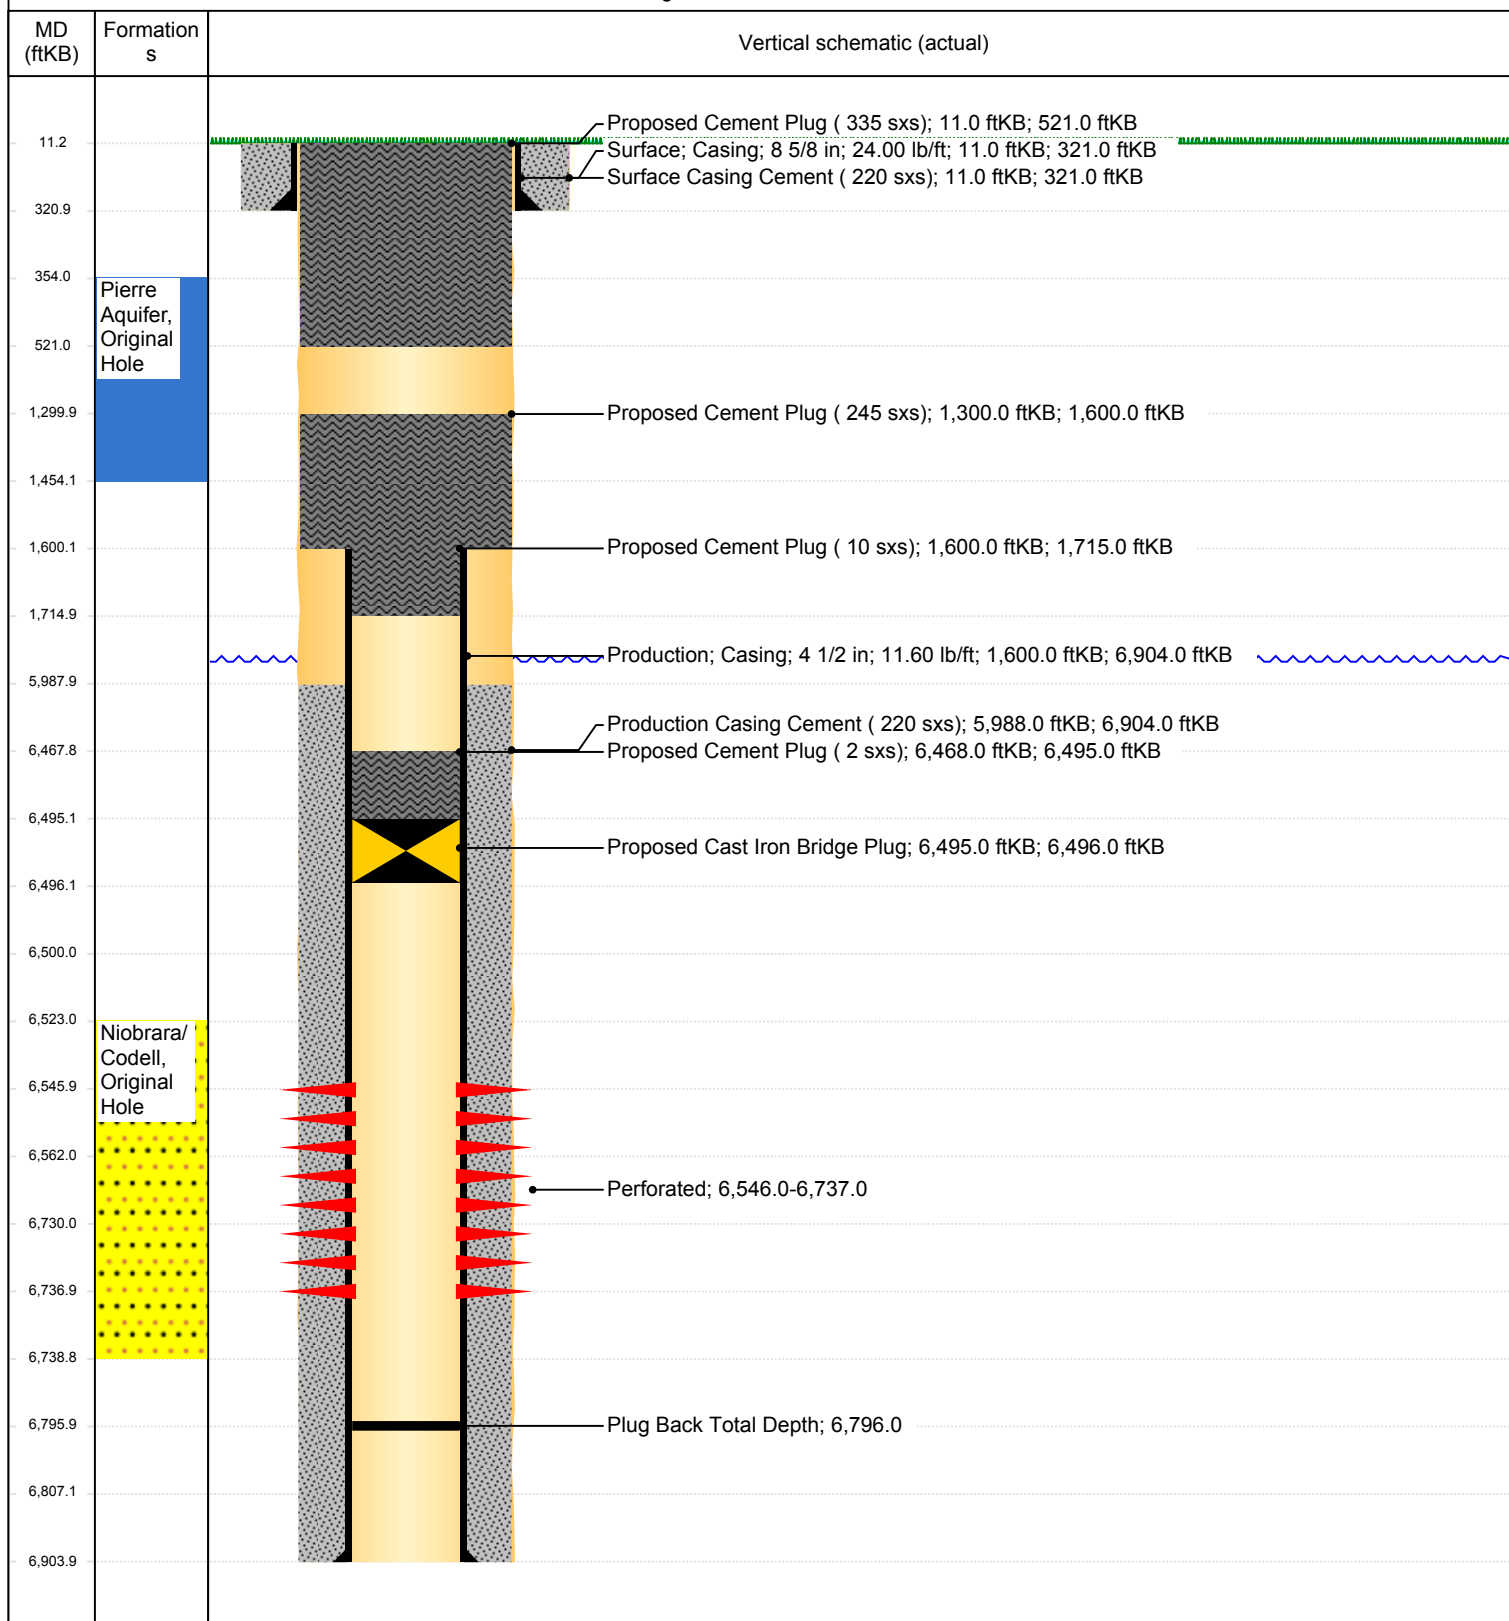 MD
(ftKB)
Formation
s
Vertical schematic (actual)
11.2
Proposed Cement Plug ( 335 sxs); 11.0 ftKB; 521.0 ftKB
Surface; Casing; 8 5/8 in; 24.00 lb/ft; 11.0 ftKB; 321.0 ftKB
Surface Casing Cement ( 220 sxs); 11.0 ftKB; 321.0 ftKB
320.9
354.0
Pierre
Aquifer,
Original
Hole
521.0
1,299.9
Proposed Cement Plug ( 245 sxs); 1,300.0 ftKB; 1,600.0 ftKB
1,454.1
1,600.1
Proposed Cement Plug ( 10 sxs); 1,600.0 ftKB; 1,715.0 ftKB
1,714.9
Production; Casing; 4 1/2 in; 11.60 lb/ft; 1,600.0 ftKB; 6,904.0 ftKB
5,987.9
Production Casing Cement ( 220 sxs); 5,988.0 ftKB; 6,904.0 ftKB
6,467.8
Proposed Cement Plug ( 2 sxs); 6,468.0 ftKB; 6,495.0 ftKB
6,495.1
Proposed Cast Iron Bridge Plug; 6,495.0 ftKB; 6,496.0 ftKB
6,496.1
6,500.0
6,523.0
Niobrara/
Codell,
Original
Hole
6,545.9
6,562.0
Perforated; 6,546.0-6,737.0
6,730.0
6,736.9
6,738.8
6,795.9
Plug Back Total Depth; 6,796.0
6,807.1
6,903.9